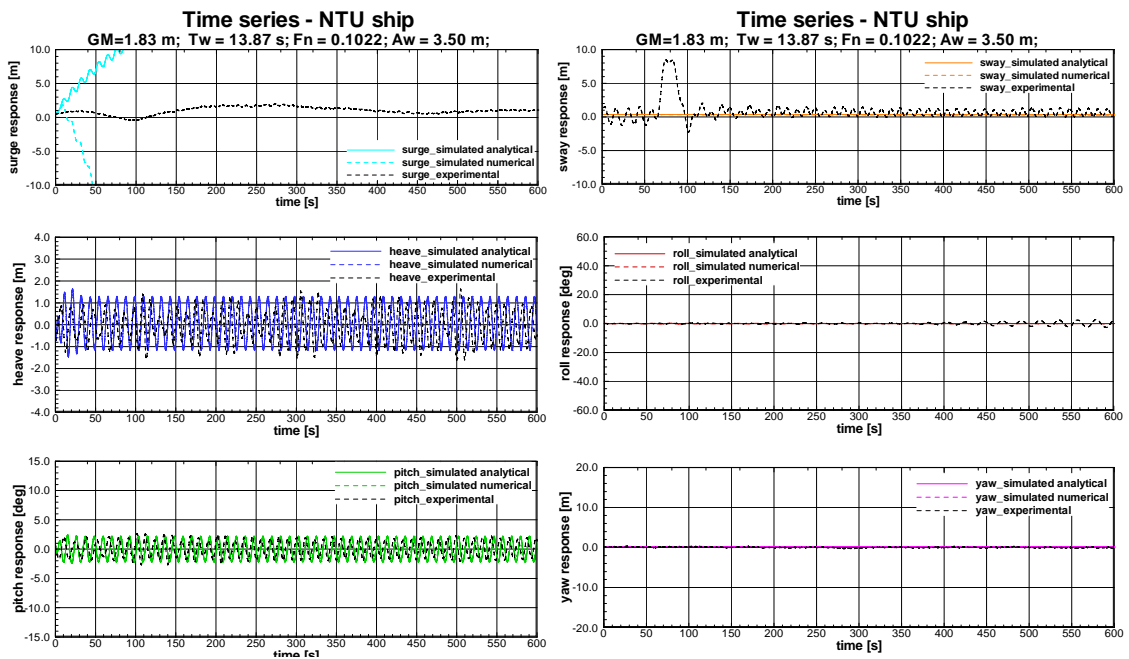 Time series - NTU ship
GM=1.83 m; Tw = 13.87 s; Fn = 0.1022; Aw = 3.50 m;
surge response [m]
10.0
5.0
0.0
-5.0
-10.0
surge_simulated analytical
surge_simulated numerical
surge_experimental
0 50 100 150 200 250 300 350 400 450 500 550 600
time [s]
Time series - NTU ship
GM=1.83 m; Tw = 13.87 s; Fn = 0.1022; Aw = 3.50 m;
sway response [m]
10.0
5.0
0.0
-5.0
-10.0
sway_simulated analytical
sway_simulated numerical
sway_experimental
0 50 100 150 200 250 300 350 400 450 500 550 600
time [s]
heave response [m]
4.0
3.0
2.0
1.0
0.0
-1.0
-2.0
-3.0
-4.0
heave_simulated analytical
heave_simulated numerical
heave_experimental
0 50 100 150 200 250 300 350 400 450 500 550 600
time [s]
roll response [deg]
60.0
40.0
20.0
0.0
-20.0
-40.0
-60.0
roll_simulated analytical
roll_simulated numerical
roll_experimental
0 50 100 150 200 250 300 350 400 450 500 550 600
time [s]
pitch response [deg]
15.0
10.0
5.0
0.0
-5.0
-10.0
-15.0
pitch_simulated analytical
pitch_simulated numerical
pitch_experimental
0 50 100 150 200 250 300 350 400 450 500 550 600
time [s]
yaw response [m]
20.0
10.0
0.0
-10.0
-20.0
yaw_simulated analytical
yaw_simulated numerical
yaw_experimental
0 50 100 150 200 250 300 350 400 450 500 550 600
time [s]